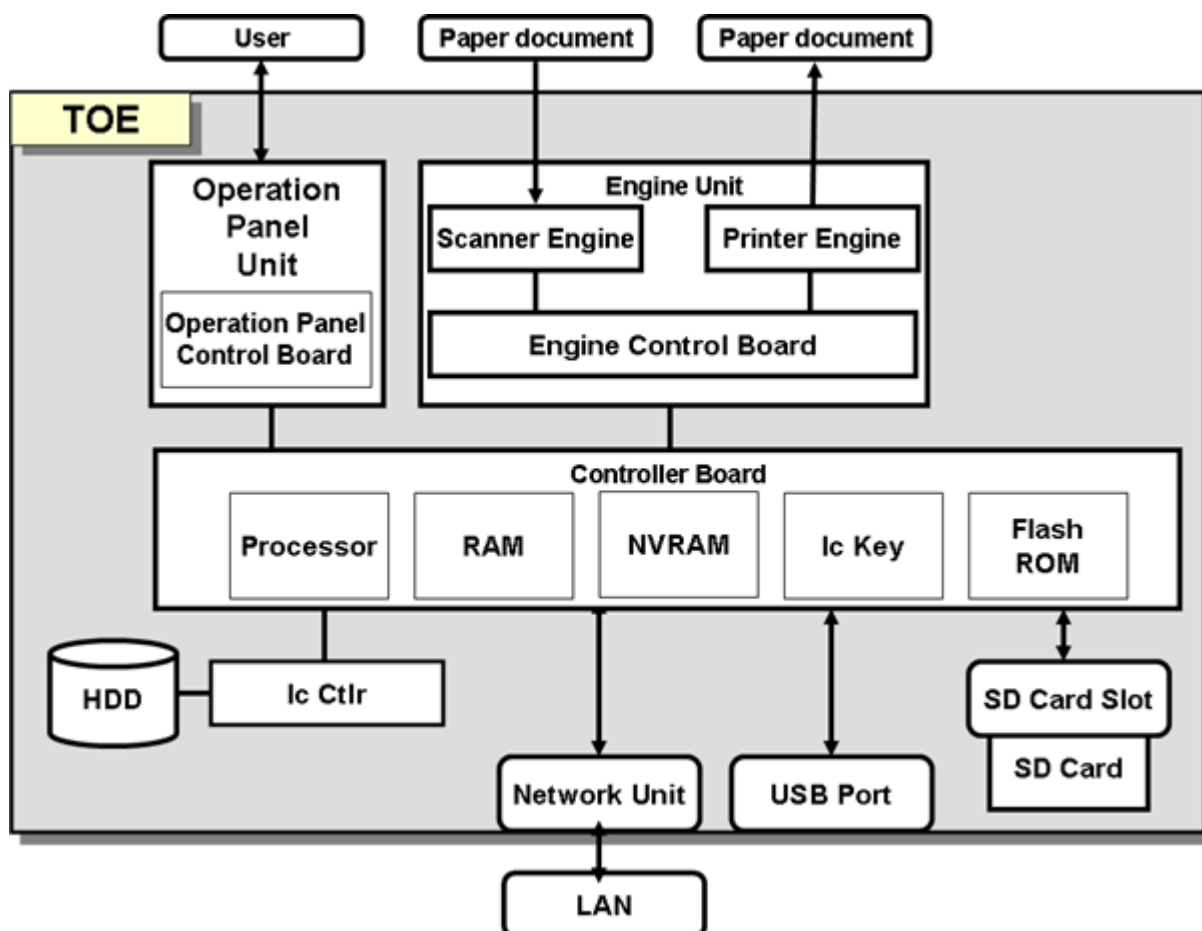 User
Paper document
Paper document
TOE
Operation
Panel
Unit
Operation Panel
Control Board
Engine Unit
Scanner Engine
Printer Engine
Engine Control Board
Controller Board
Processor
RAM
NVRAM
Ic Key
Flash
ROM
HDD
Ic Ctlr
SD Card Slot
SD Card
Network Unit
USB Port
LAN